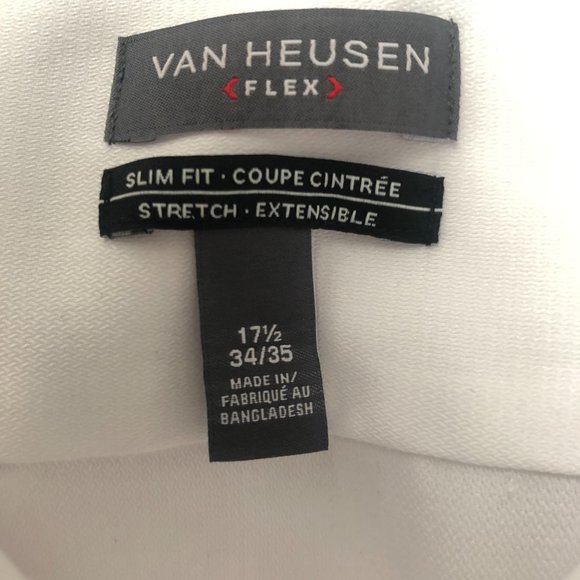 VAN HEUSEN
‹FLEX›
SLIM FIT · COUPE CINTRÉE
STRETCH · EXTENSIBLE
17½
34/35
MADE IN/
FABRIQUÉ AU
BANGLADESH